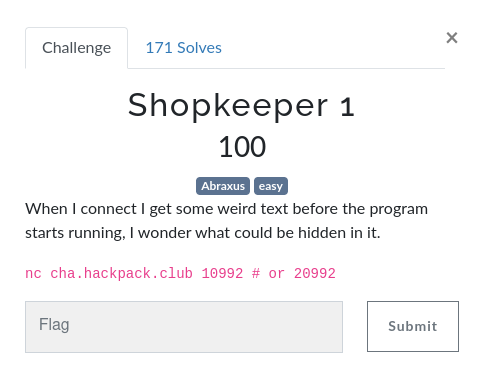 ×
Challenge
171 Solves
Shopkeeper 1
100
Abraxus easy
When I connect I get some weird text before the program
starts running, I wonder what could be hidden in it.
nc cha.hackpack.club 10992 # or 20992
Flag
Submit